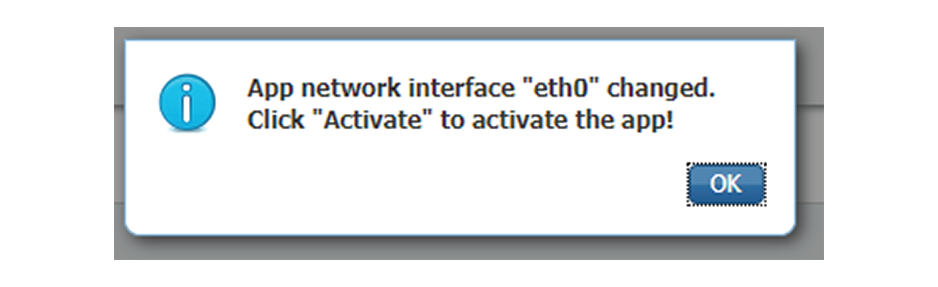 App network interface "eth0" changed.
Click "Activate" to activate the app!
OK